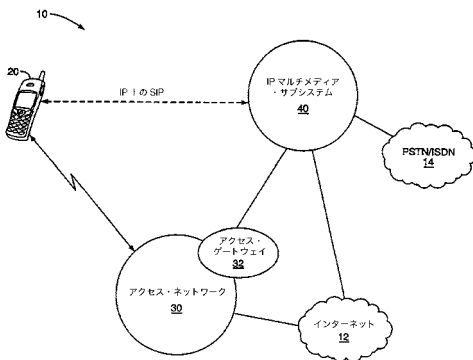 10
20
IP上のSIP
IPマルチメディア
・サブシステム
40
PSTN/ISDN
14
アクセス・
ゲートウェイ
32
アクセス・ネットワーク
30
インターネット
12